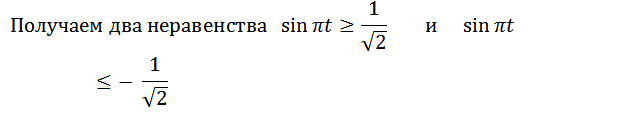 Получаем два неравенства sin πt ≥ 1/√2 и sin πt
≤ − 1/√2